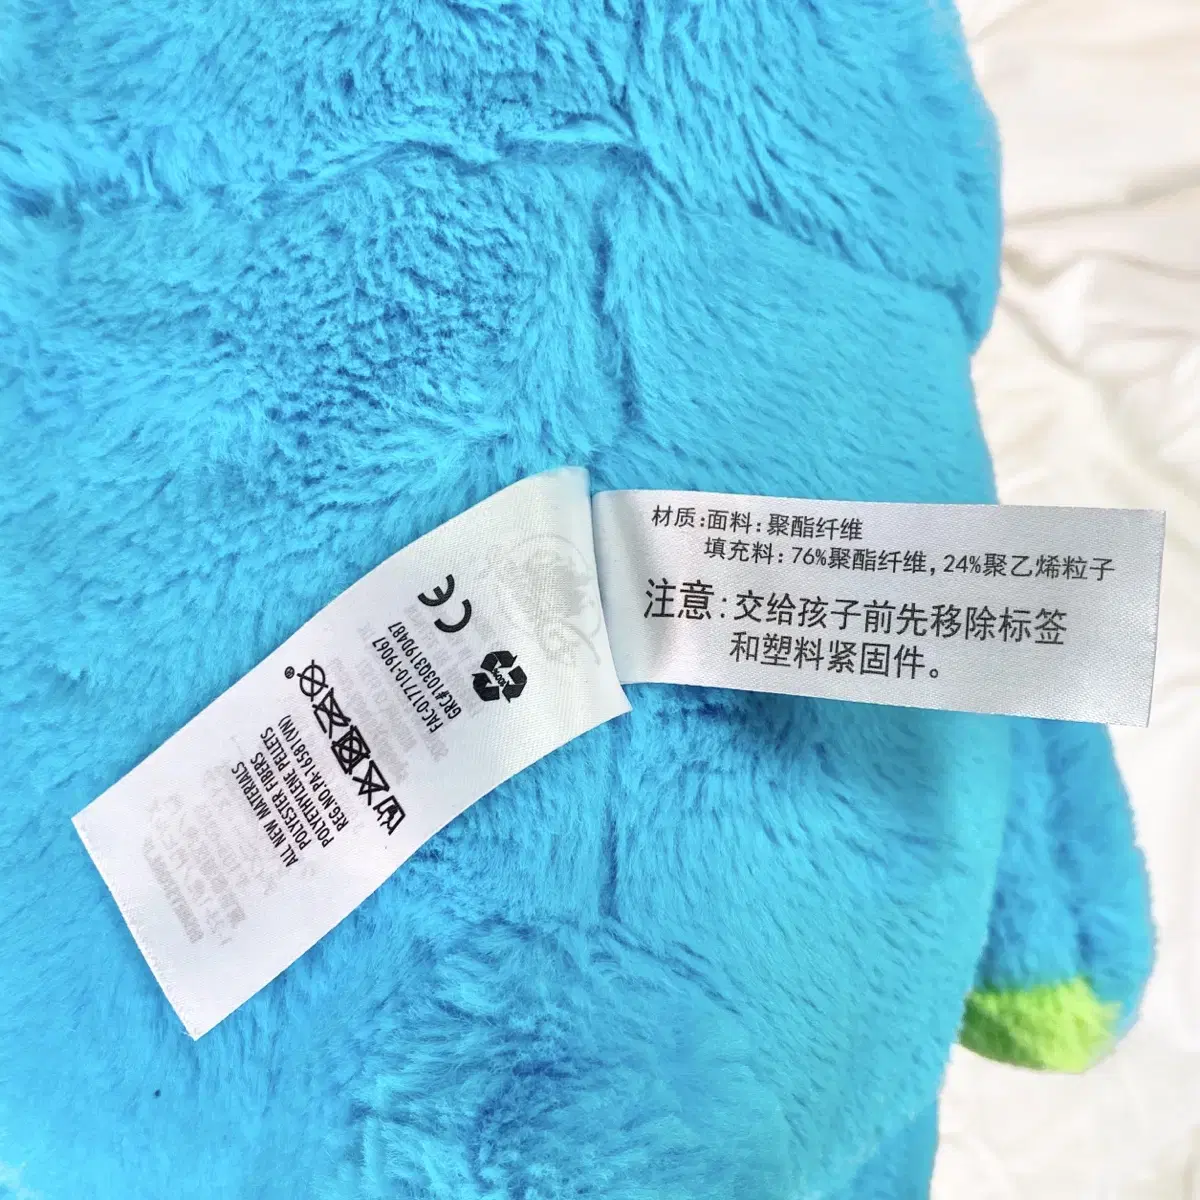 材质:面料:聚酯纤维
填充料:76%聚酯纤维,24%聚乙烯粒子
注意:交给孩子前先移除标签
和塑料紧固件。
CE
GRC#1030319D487
FAC-017710-19067
®
ALL NEW MATERIALS
POLYESTER FIBERS
POLYETHYLENE PELLETS
REG.NO.PA-16581(VN)